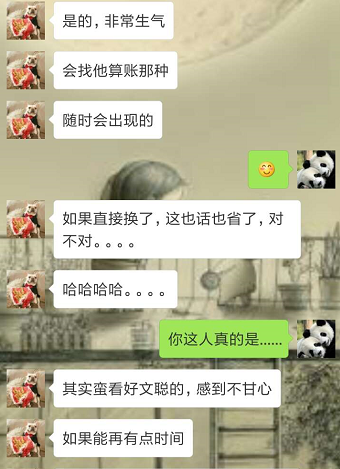 是的，非常生气
会找他算账那种
随时会出现的
如果直接换了，这也话也省了，对
不对。。。。
哈哈哈哈。。。。
你这人真的是......
其实蛮看好文聪的，感到不甘心
如果能再有点时间